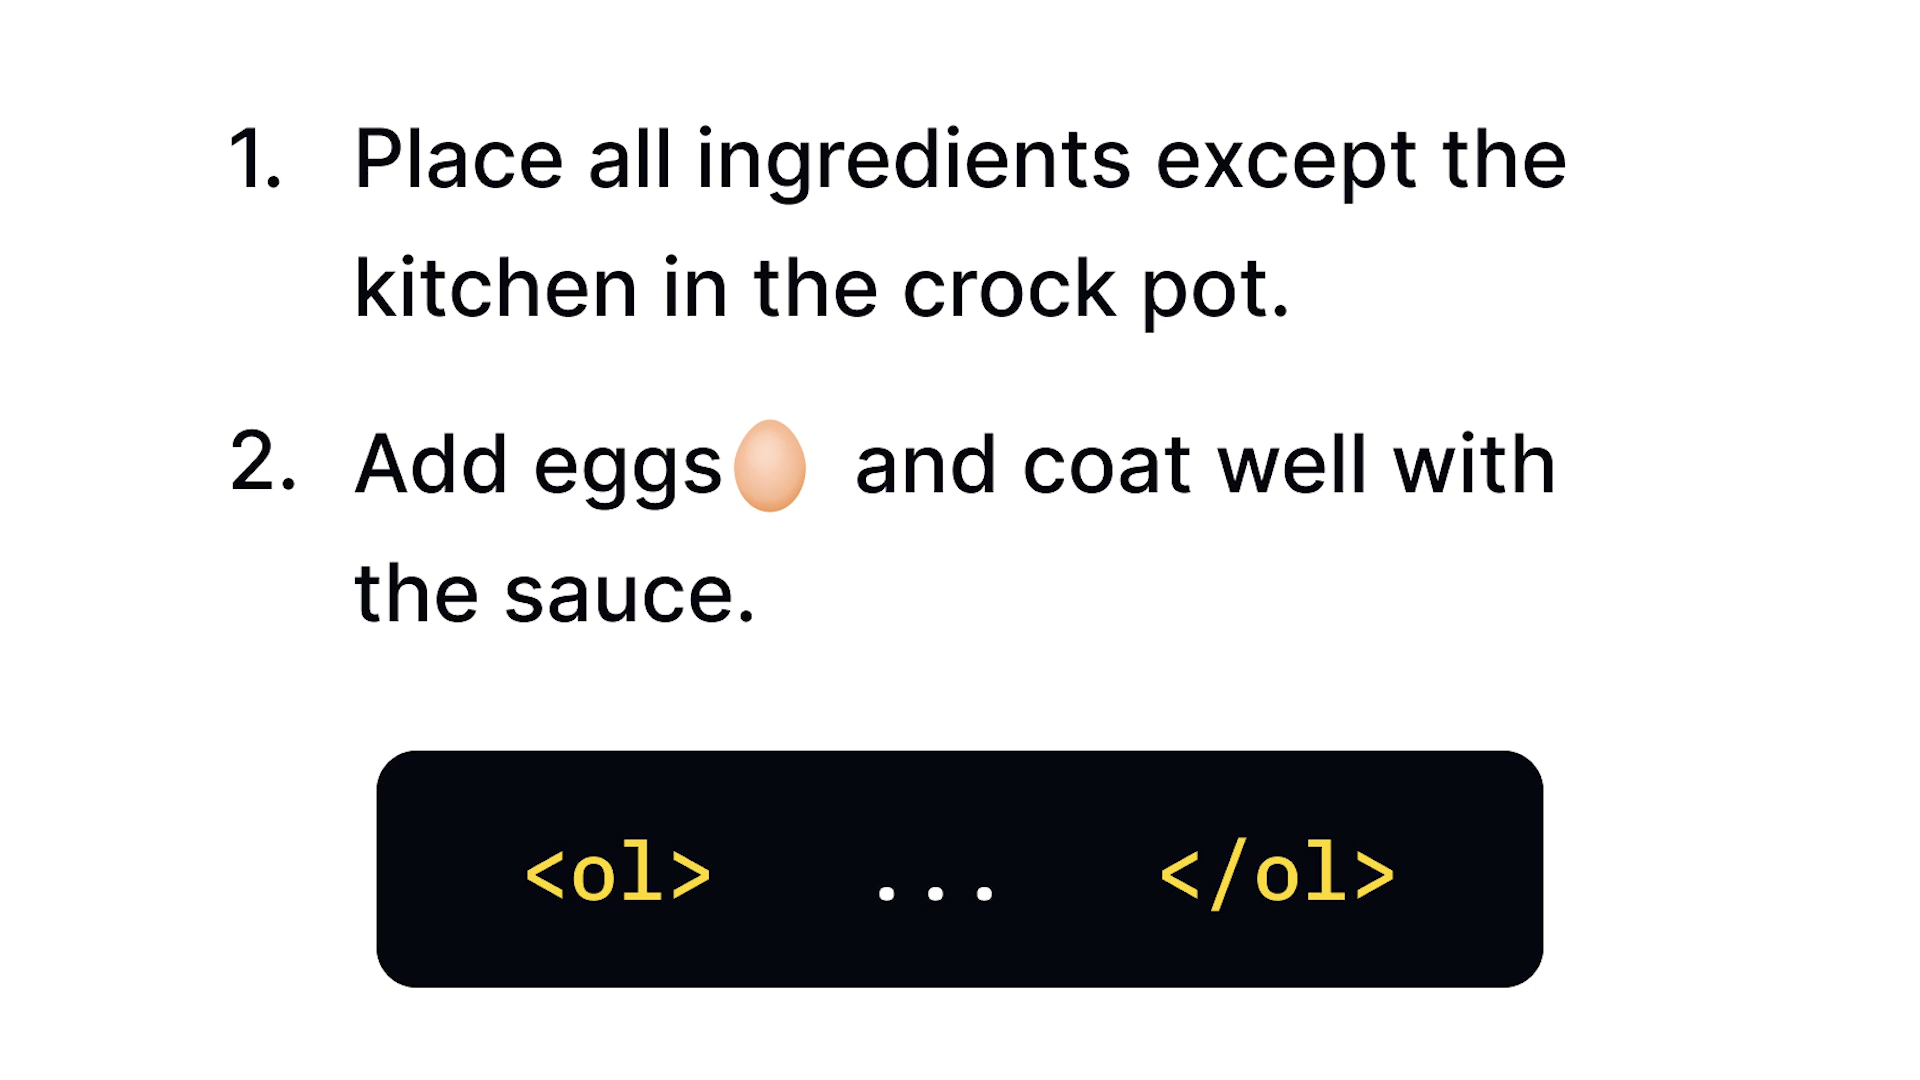 1. Place all ingredients except the
kitchen in the crock pot.
2. Add eggs🥚 and coat well with
the sauce.
<ol> ... </ol>